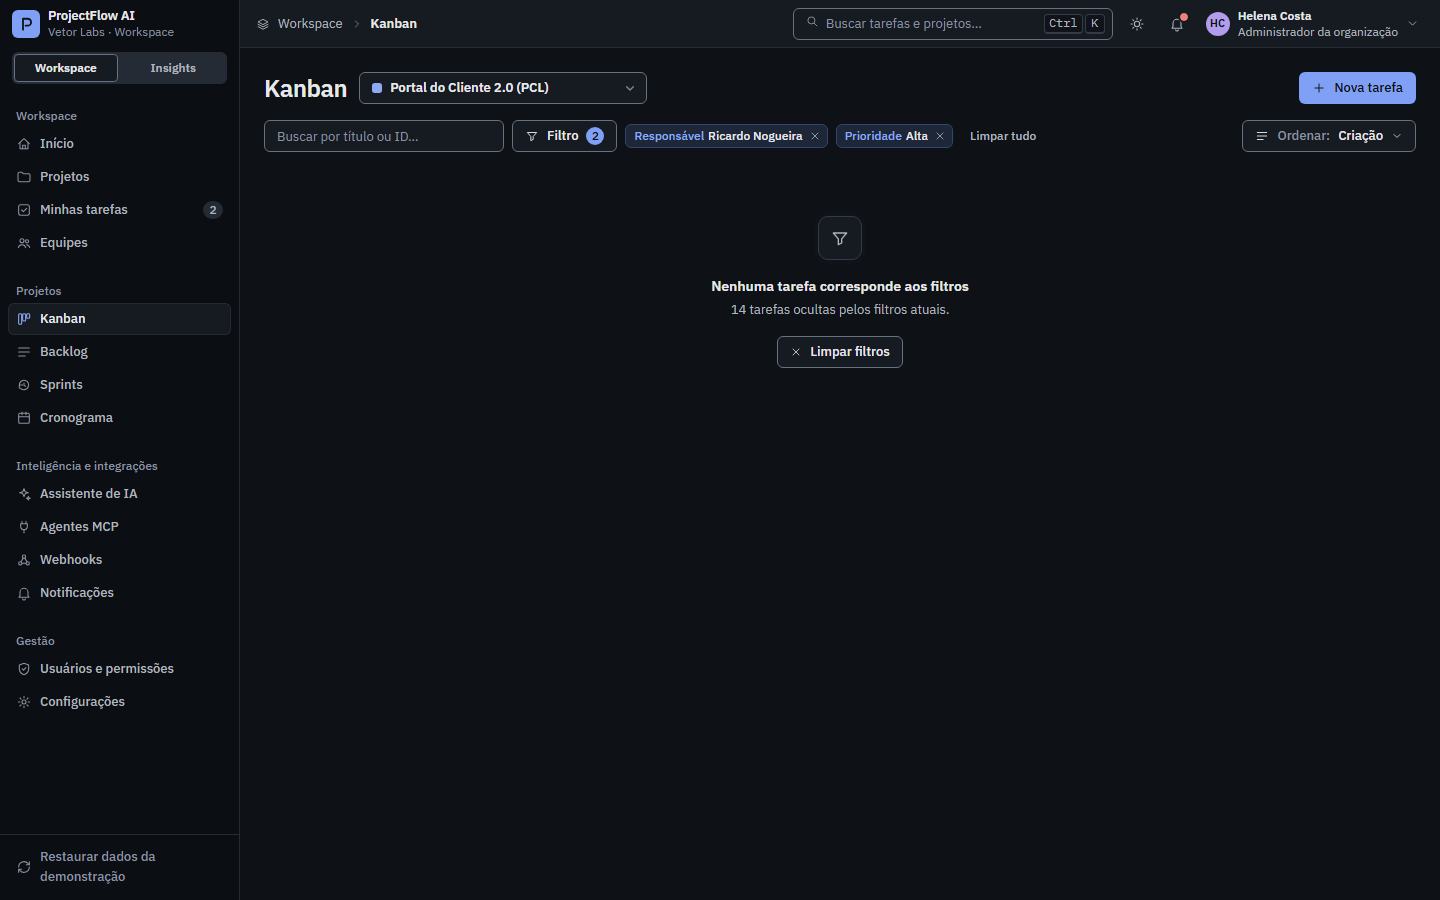 ProjectFlow AI
Vetor Labs · Workspace
Workspace
Insights
Workspace
Início
Projetos
Minhas tarefas
2
Equipes
Projetos
Kanban
Backlog
Sprints
Cronograma
Inteligência e integrações
Assistente de IA
Agentes MCP
Webhooks
Notificações
Gestão
Usuários e permissões
Configurações
Restaurar dados da
demonstração
Workspace
Kanban
Buscar tarefas e projetos...
Ctrl
K
HC
Helena Costa
Administrador da organização
Kanban
Portal do Cliente 2.0 (PCL)
Nova tarefa
Buscar por título ou ID...
Filtro
2
Responsável Ricardo Nogueira
Prioridade Alta
Limpar tudo
Ordenar: Criação
Nenhuma tarefa corresponde aos filtros
14 tarefas ocultas pelos filtros atuais.
Limpar filtros